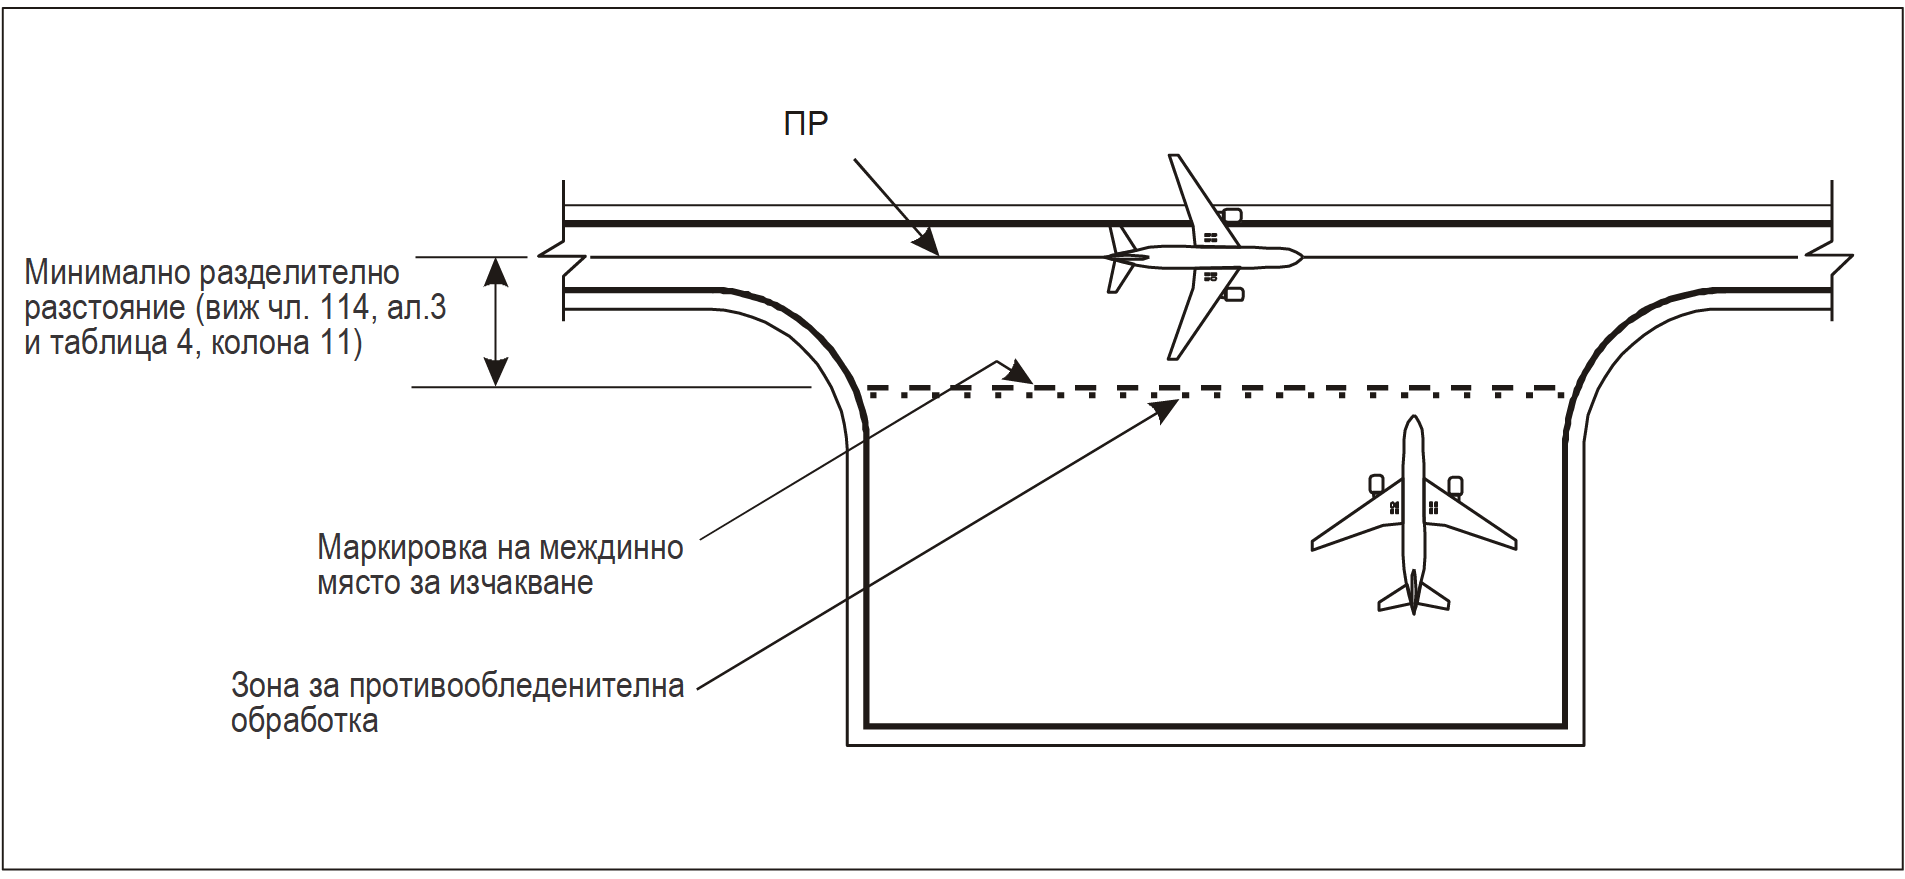 ПР
Минимално разделително
разстояние (виж чл. 114, ал.3
и таблица 4, колона 11)
Маркировка на междинно
място за изчакване
Зона за противообледенителна
обработка